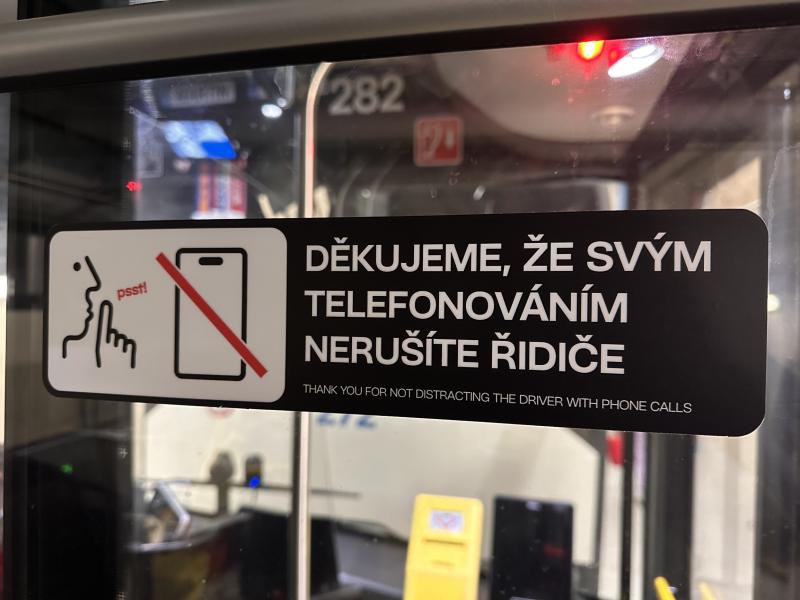 282
psst!
DĚKUJEME, ŽE SVÝM
TELEFONOVÁNÍM
NERUŠÍTE ŘIDIČE
THANK YOU FOR NOT DISTRACTING THE DRIVER WITH PHONE CALLS